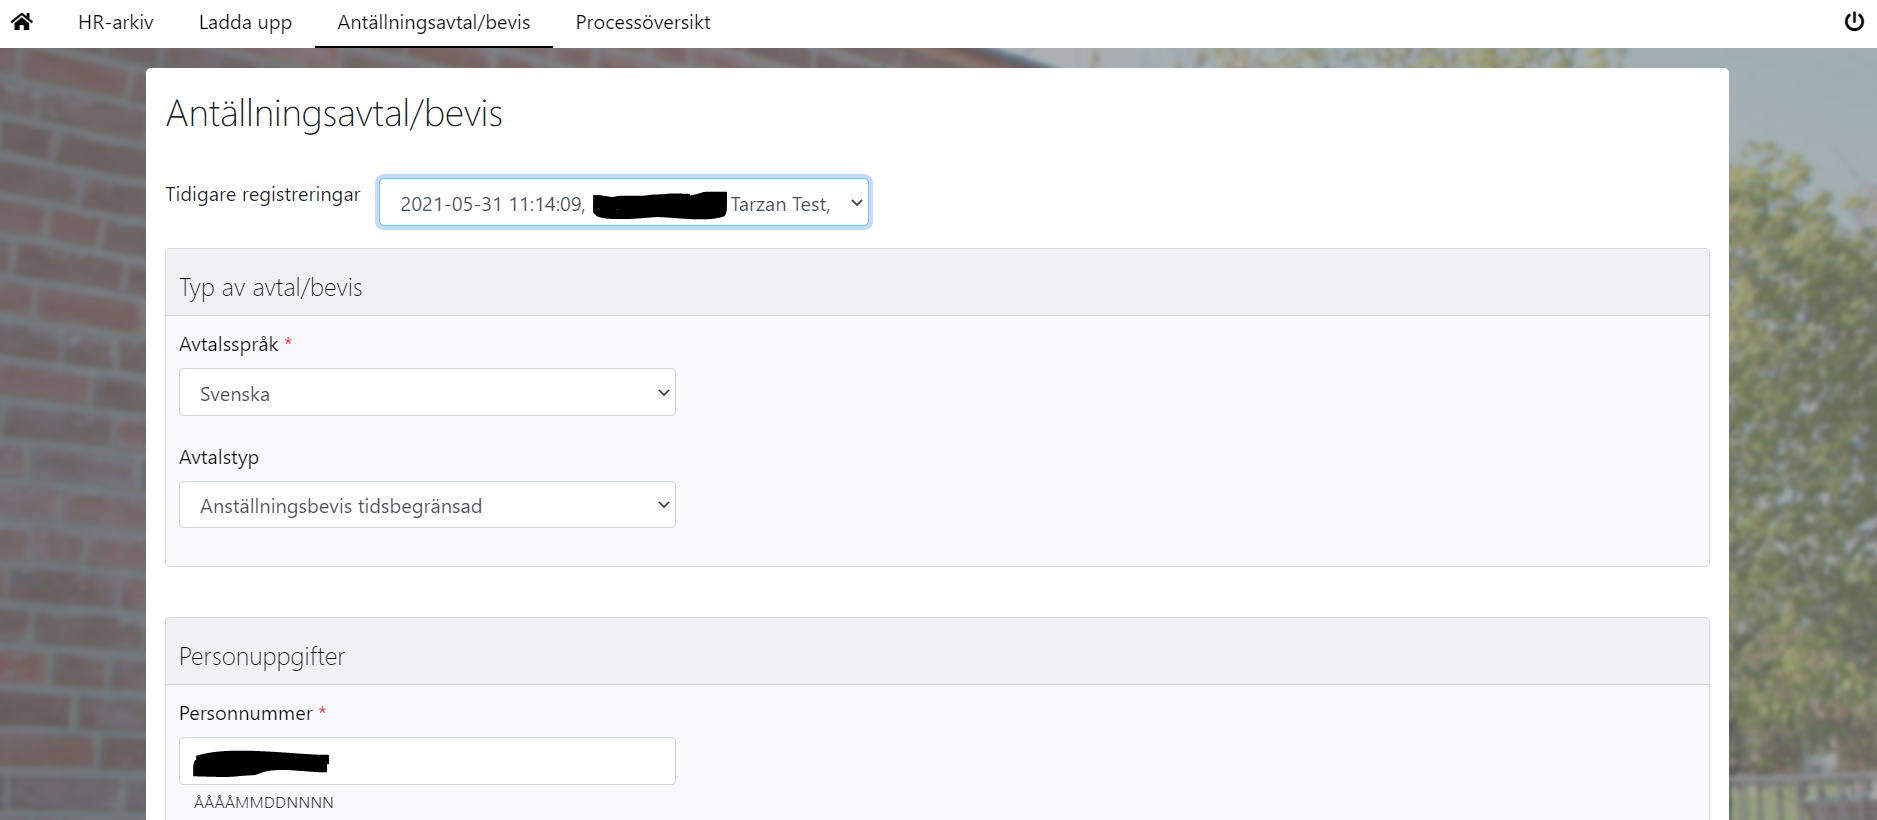 HR-arkiv Ladda upp Antällningsavtal/bevis Processöversikt
Antällningsavtal/bevis
Tidigare registreringar 2021-05-31 11:14:09, Tarzan Test,
Typ av avtal/bevis
Avtalsspråk *
Svenska
Avtalstyp
Anställningsbevis tidsbegränsad
Personuppgifter
Personnummer *
ÅÅÅÅMMDDNNNN